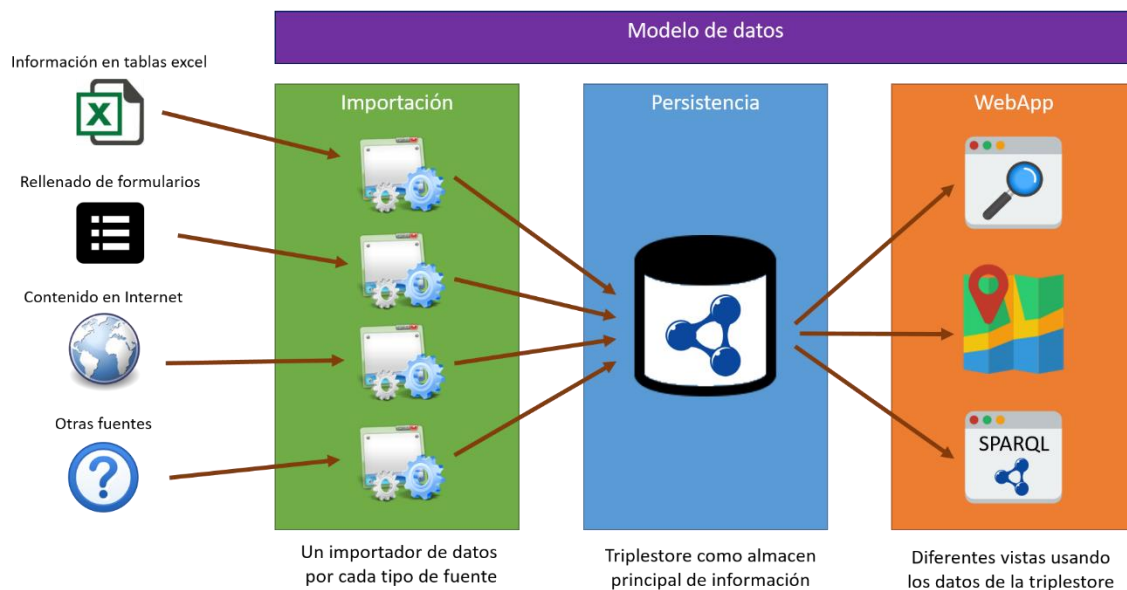 Modelo de datos
Información en tablas excel
Rellenado de formularios
Contenido en Internet
Otras fuentes
Importación
Un importador de datos
por cada tipo de fuente
Persistencia
Triplestore como almacen
principal de información
WebApp
SPARQL
Diferentes vistas usando
los datos de la triplestore